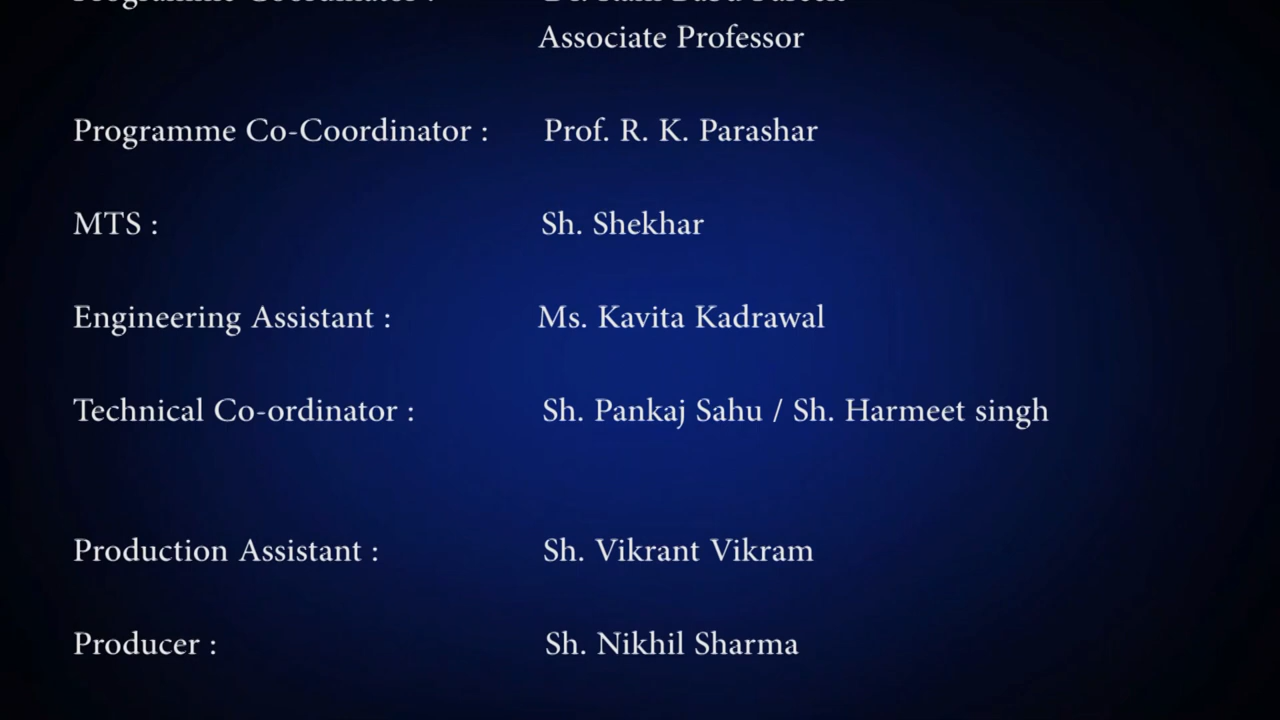 Associate Professor
Programme Co-Coordinator : Prof. R. K. Parashar
MTS : Sh. Shekhar
Engineering Assistant : Ms. Kavita Kadrawal
Technical Co-ordinator : Sh. Pankaj Sahu / Sh. Harmeet singh
Production Assistant : Sh. Vikrant Vikram
Producer : Sh. Nikhil Sharma